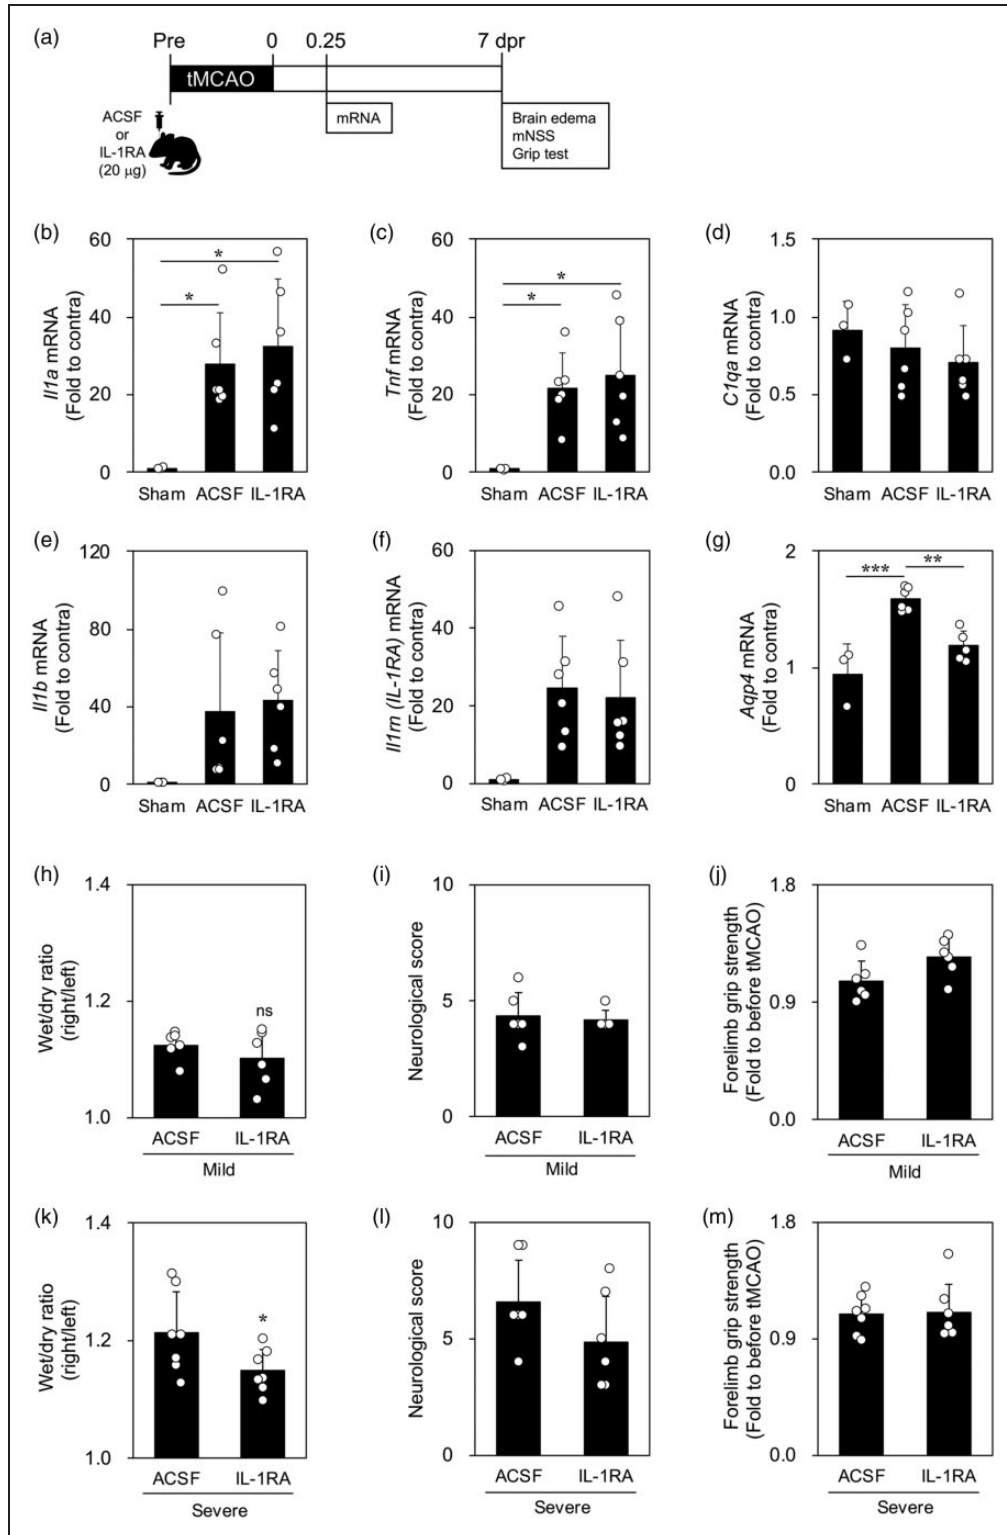 (a)
Pre 0 0.25 7 dpr
tMCAO
ACSF
or
IL-1RA
(20 µg)
mRNA
Brain edema
mNSS
Grip test
(b)
Il1a mRNA
(Fold to contra)
60
40
20
0
* *
Sham ACSF IL-1RA
(c)
Tnf mRNA
(Fold to contra)
60
40
20
0
* *
Sham ACSF IL-1RA
(d)
C1qa mRNA
(Fold to contra)
1.5
1.0
0.5
0.0
Sham ACSF IL-1RA
(e)
Il1b mRNA
(Fold to contra)
120
80
40
0
Sham ACSF IL-1RA
(f)
Il1rn (IL-1RA) mRNA
(Fold to contra)
60
40
20
0
Sham ACSF IL-1RA
(g)
Aqp4 mRNA
(Fold to contra)
2
1
0
*** **
Sham ACSF IL-1RA
(h)
Wet/dry ratio
(right/left)
1.4
1.2
1.0
ns
ACSF IL-1RA
Mild
(i)
Neurological score
10
5
0
ACSF IL-1RA
Mild
(j)
Forelimb grip strength
(Fold to before tMCAO)
1.8
0.9
0.0
ACSF IL-1RA
Mild
(k)
Wet/dry ratio
(right/left)
1.4
1.2
1.0
*
ACSF IL-1RA
Severe
(l)
Neurological score
10
5
0
ACSF IL-1RA
Severe
(m)
Forelimb grip strength
(Fold to before tMCAO)
1.8
0.9
0.0
ACSF IL-1RA
Severe